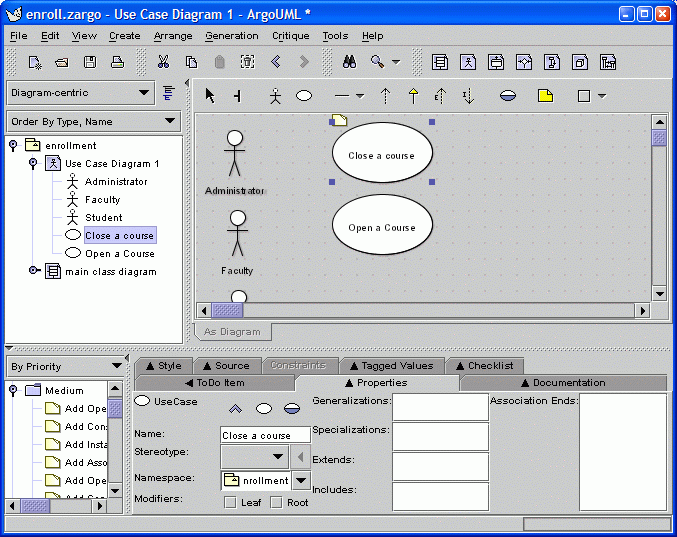 enroll.zargo - Use Case Diagram 1 - ArgoUML *
File Edit View Create Arrange Generation Critique Tools Help
Diagram-centric
Order By Type, Name
enrollment
Use Case Diagram 1
Administrator
Faculty
Student
Close a course
Open a Course
main class diagram
Administrator
Close a course
Open a Course
Faculty
As Diagram
By Priority
Medium
Add Ope
Add Con
Add Insta
Add Asso
Add Ope
Style Source Constraints Tagged Values Checklist
ToDo Item Properties Documentation
UseCase
Name: Close a course
Stereotype:
Namespace: nrollment
Modifiers: Leaf Root
Generalizations:
Specializations:
Extends:
Includes:
Association Ends: